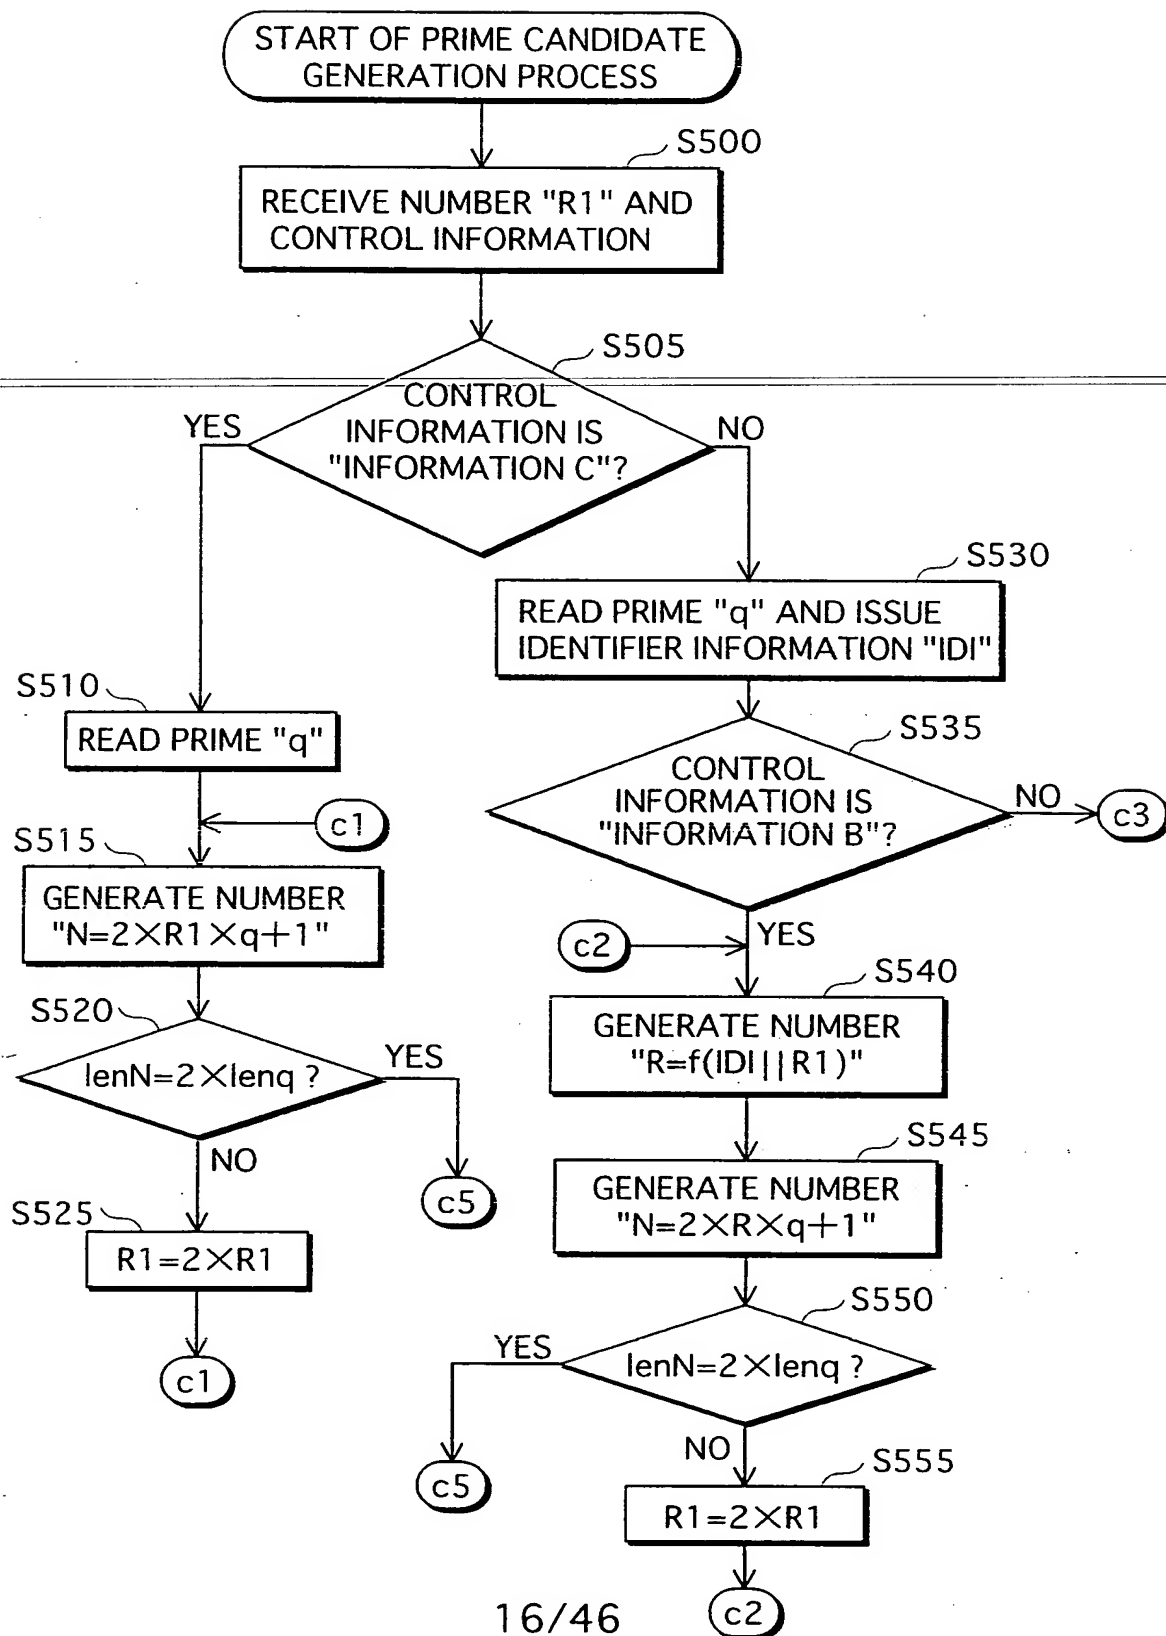 START OF PRIME CANDIDATE
GENERATION PROCESS
S500
RECEIVE NUMBER "R1" AND
CONTROL INFORMATION
S505
CONTROL
INFORMATION IS
"INFORMATION C"?
YES
NO
S530
READ PRIME "q" AND ISSUE
IDENTIFIER INFORMATION "IDI"
S510
READ PRIME "q"
S535
CONTROL
INFORMATION IS
"INFORMATION B"?
NO
c3
c1
S515
GENERATE NUMBER
"N=2×R1×q+1"
YES
c2
S540
GENERATE NUMBER
"R=f(IDI||R1)"
S520
lenN=2×lenq ?
YES
c5
NO
S545
GENERATE NUMBER
"N=2×R×q+1"
S525
R1=2×R1
c1
S550
lenN=2×lenq ?
YES
c5
NO
S555
R1=2×R1
c2
16/46